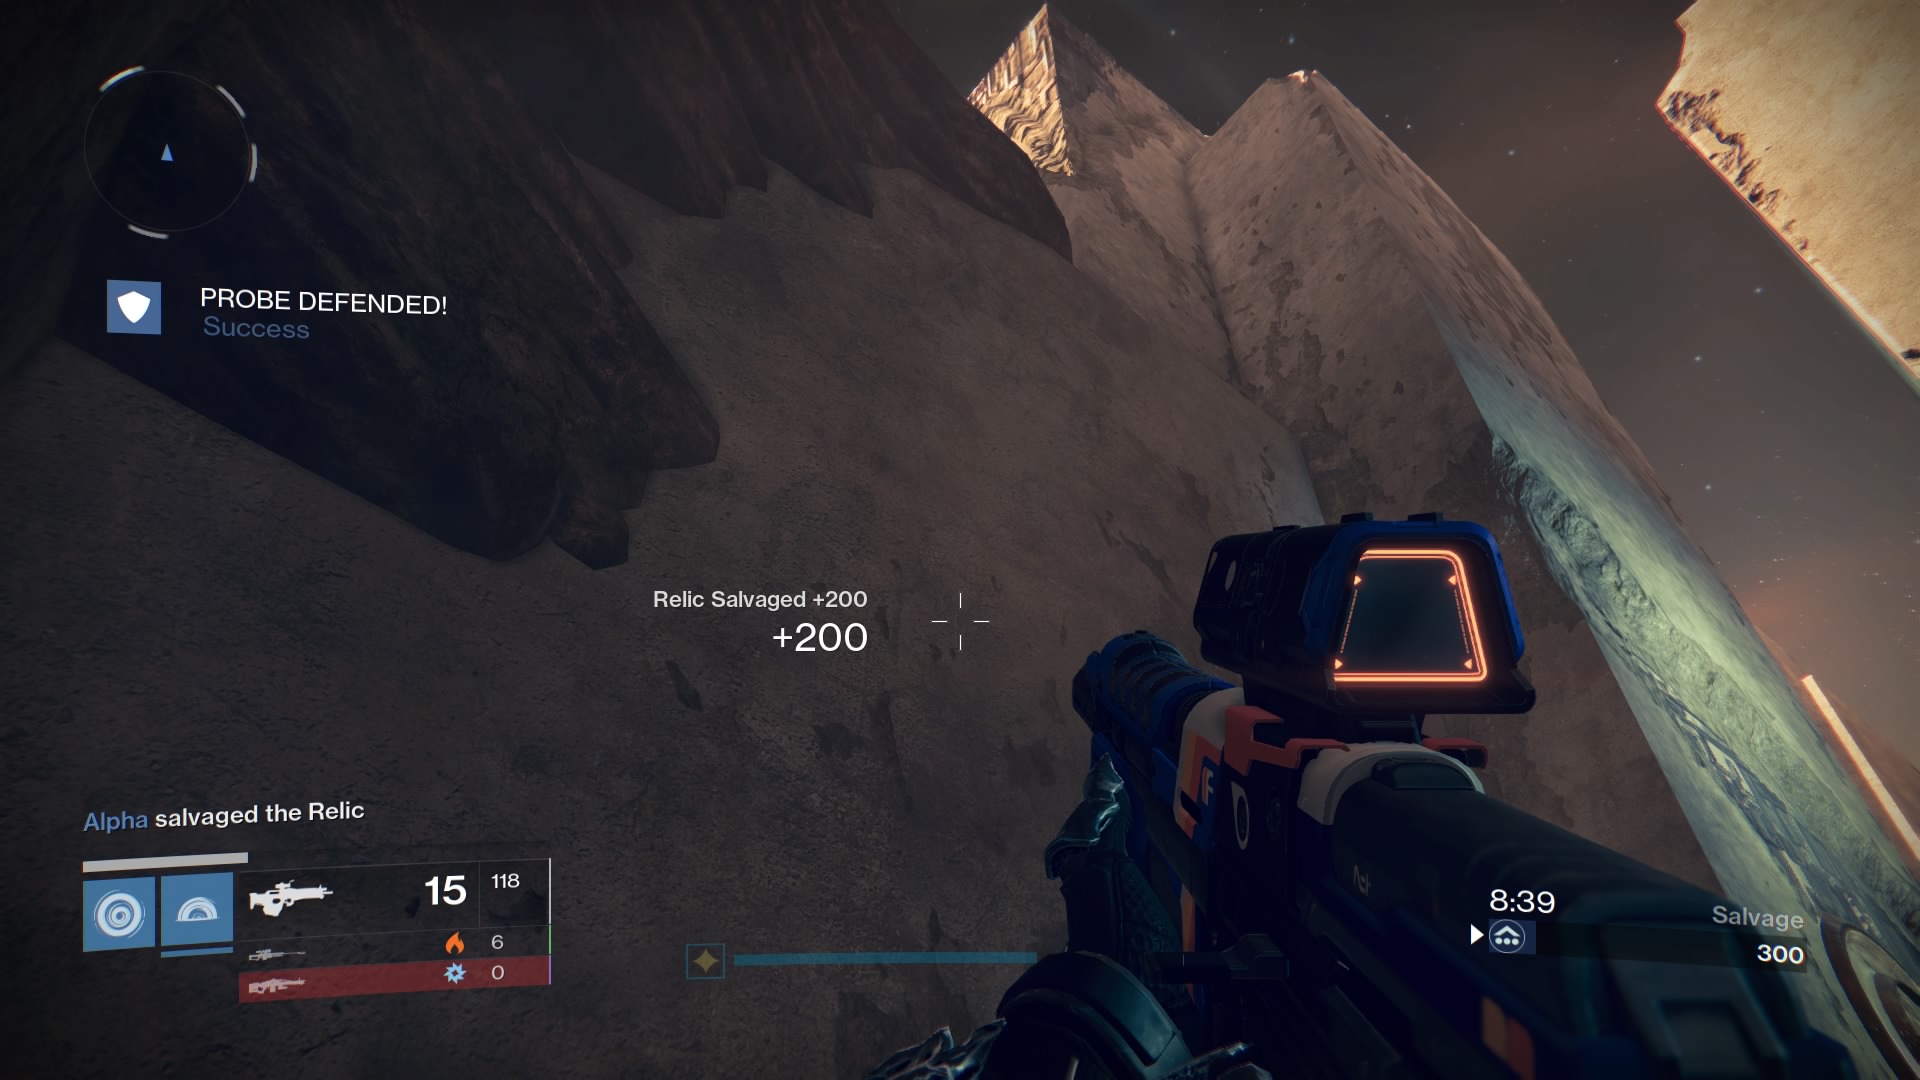 PROBE DEFENDED!
Success
Relic Salvaged +200
+200
Alpha salvaged the Relic
15
118
6
0
8:39
Salvage
300